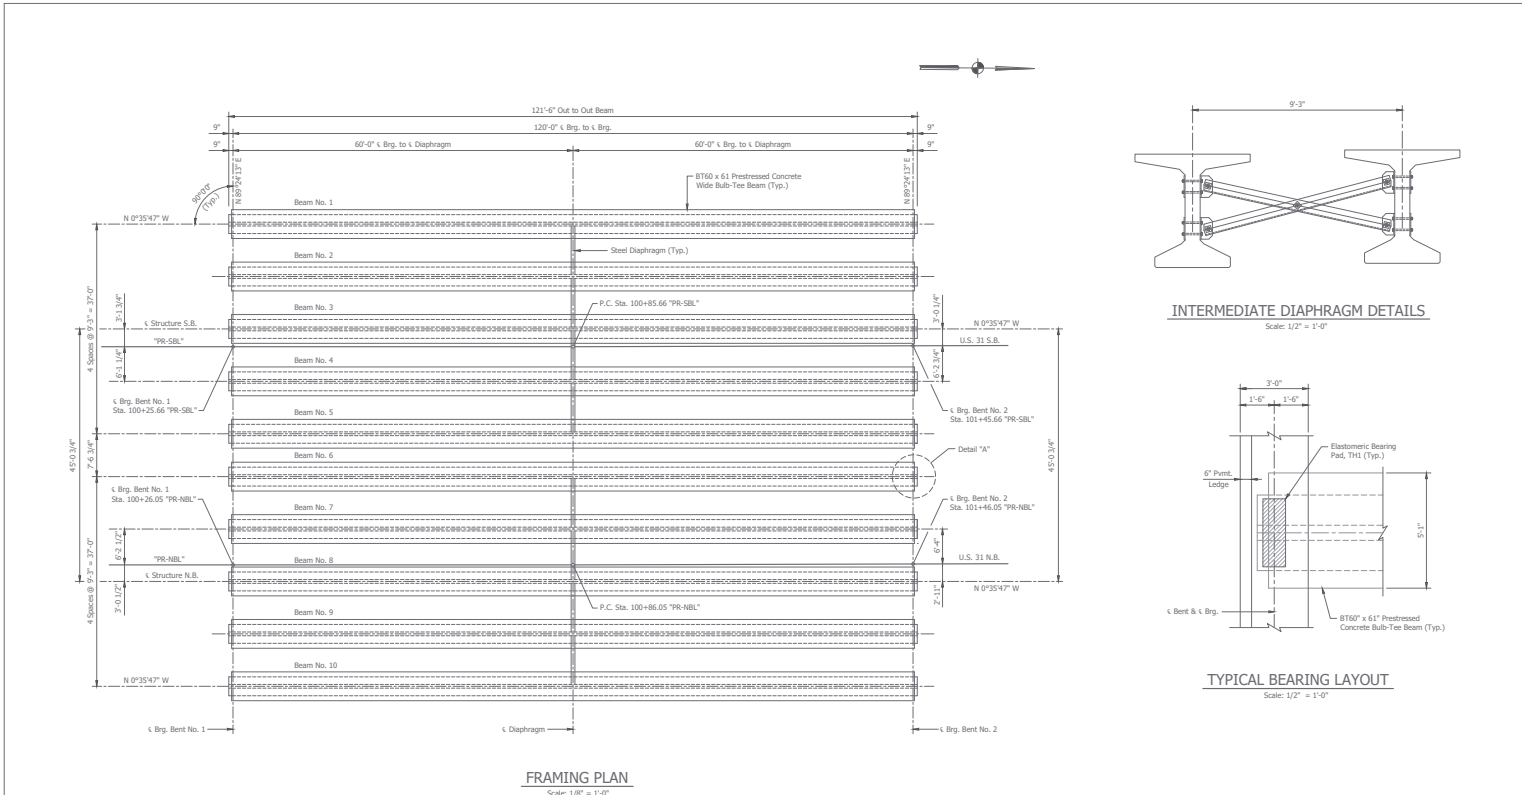 121'-6" Out to Out Beam
9"
120'-0" ℄ Brg. to ℄ Brg.
9"
9"
60'-0" ℄ Brg. to ℄ Diaphragm
60'-0" ℄ Brg. to ℄ Diaphragm
9"
90°0'0"
(Typ.)
N 89°24'13" E
N 89°24'13" E
BT60 x 61 Prestressed Concrete
Wide Bulb-Tee Beam (Typ.)
N 0°35'47" W
Beam No. 1
Steel Diaphragm (Typ.)
Beam No. 2
4 Spaces @ 9'-3" = 37'-0"
3'-1 3/4"
P.C. Sta. 100+85.66 "PR-SBL"
3'-0 1/4"
Beam No. 3
℄ Structure S.B.
N 0°35'47" W
"PR-SBL"
U.S. 31 S.B.
6'-1 1/4"
Beam No. 4
6'-2 3/4"
℄ Brg. Bent No. 1
Sta. 100+25.66 "PR-SBL"
℄ Brg. Bent No. 2
Sta. 101+45.66 "PR-SBL"
Beam No. 5
45'-0 3/4"
7'-6 3/4"
Detail "A"
45'-0 3/4"
Beam No. 6
℄ Brg. Bent No. 1
Sta. 100+26.05 "PR-NBL"
℄ Brg. Bent No. 2
Sta. 101+46.05 "PR-NBL"
Beam No. 7
6'-2 1/2"
6'-4"
"PR-NBL"
Beam No. 8
U.S. 31 N.B.
℄ Structure N.B.
N 0°35'47" W
4 Spaces @ 9'-3" = 37'-0"
3'-0 1/2"
P.C. Sta. 100+86.05 "PR-NBL"
2'-11"
Beam No. 9
Beam No. 10
N 0°35'47" W
℄ Brg. Bent No. 1
℄ Diaphragm
℄ Brg. Bent No. 2
FRAMING PLAN
Scale: 1/8" = 1'-0"
9'-3"
INTERMEDIATE DIAPHRAGM DETAILS
Scale: 1/2" = 1'-0"
3'-0"
1'-6"
1'-6"
Elastomeric Bearing
Pad, TH1 (Typ.)
6" Pvmt.
Ledge
5'-1"
℄ Bent & ℄ Brg.
BT60" x 61" Prestressed
Concrete Bulb-Tee Beam (Typ.)
TYPICAL BEARING LAYOUT
Scale: 1/2" = 1'-0"